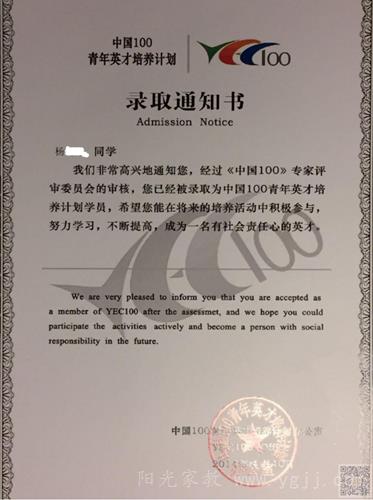 中国100
青年英才培养计划
100
录取通知书
Admission Notice
杨 同学
我们非常高兴地通知您，经过《中国100》专家评
审委员会的审核，您已经被录取为中国100青年英才培
养计划学员，希望您能在将来的培养活动中积极参与，
努力学习，不断提高，成为一名有社会责任心的英才。
We are very pleased to inform you that you are accepted as
a member of YEC100 after the assessmet, and we hope you could
participate the activities actively and become a person with social
responsibility in the future.
中国100
阳光家教 www.ygjj.com